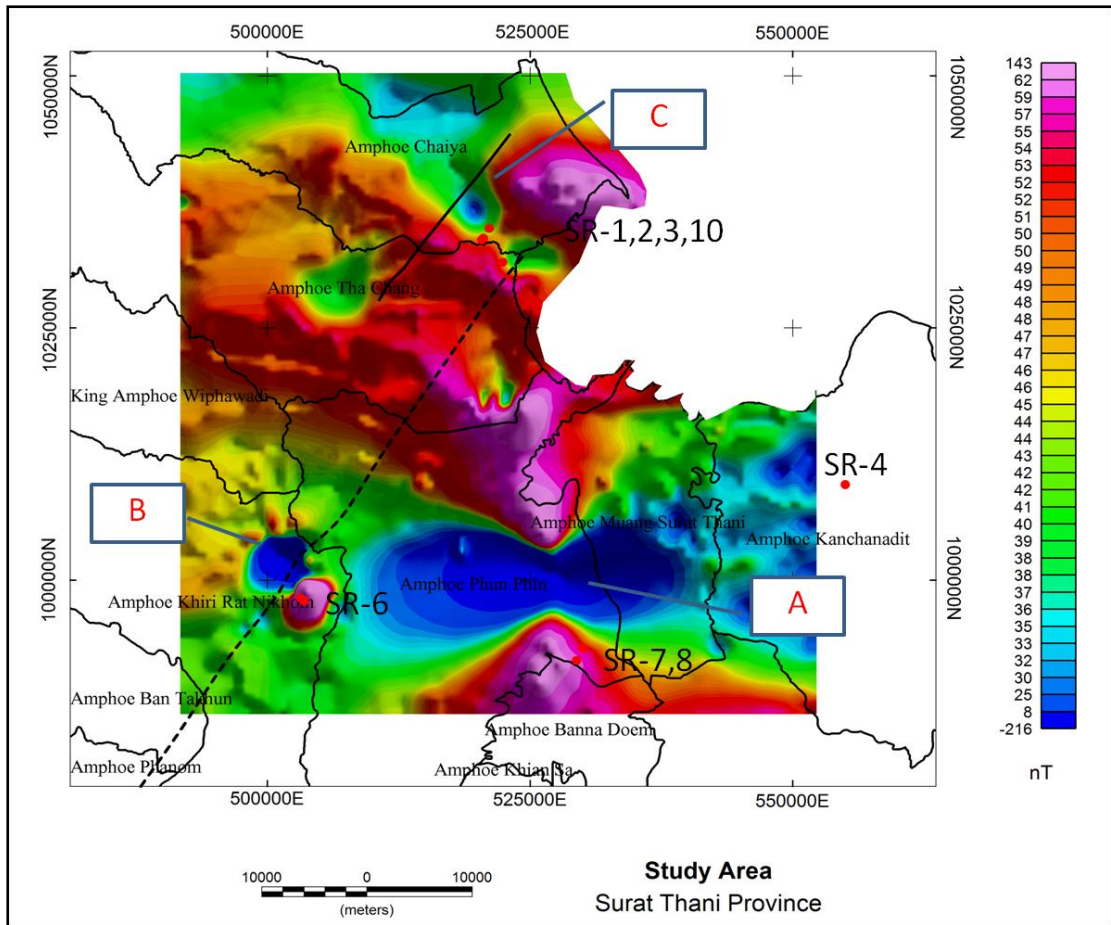 500000E 525000E 550000E
1050000N 1050000N
143
62
59
57
55
54
53
52
52
51
50
50
49
49
48
48
47
47
46
46
45
44
44
43
42
41
40
39
38
37
36
35
33
32
30
25
8
-216
nT
C
Amphoe Chaiya
SR-1,2,3,10
Amphoe Tha Chang
1025000N 1025000N
King Amphoe Wiphawadi
SR-4
B
Amphoe Muang Surat Thani
Amphoe Kanchanadit
1000000N 1000000N
Amphoe Phun Phin
A
Amphoe Khiri Rat Nikhom
SR-6
SR-7,8
Amphoe Ban Takhun
Amphoe Banna Doem
Amphoe Phanom
Amphoe Khian Sa
500000E 525000E 550000E
10000 0 10000
(meters)
Study Area
Surat Thani Province